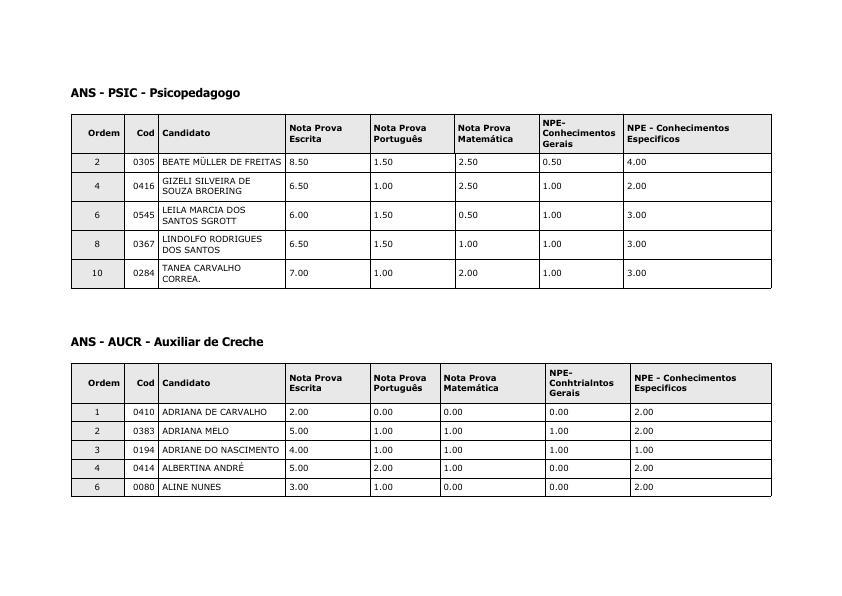 ANS - PSIC - Psicopedagogo
Ordem Cod Candidato Nota Prova Escrita Nota Prova Português Nota Prova Matemática NPE- Conhecimentos Gerais NPE - Conhecimentos Especificos
2 0305 BEATE MÜLLER DE FREITAS 8.50 1.50 2.50 0.50 4.00
4 0416 GIZELI SILVEIRA DE SOUZA BROERING 6.50 1.00 2.50 1.00 2.00
6 0545 LEILA MARCIA DOS SANTOS SGROTT 6.00 1.50 0.50 1.00 3.00
8 0367 LINDOLFO RODRIGUES DOS SANTOS 6.50 1.50 1.00 1.00 3.00
10 0284 TANEA CARVALHO CORREA. 7.00 1.00 2.00 1.00 3.00
ANS - AUCR - Auxiliar de Creche
Ordem Cod Candidato Nota Prova Escrita Nota Prova Português Nota Prova Matemática NPE- Conhtrialntos Gerais NPE - Conhecimentos Especificos
1 0410 ADRIANA DE CARVALHO 2.00 0.00 0.00 0.00 2.00
2 0383 ADRIANA MELO 5.00 1.00 1.00 1.00 2.00
3 0194 ADRIANE DO NASCIMENTO 4.00 1.00 1.00 1.00 1.00
4 0414 ALBERTINA ANDRÉ 5.00 2.00 1.00 0.00 2.00
6 0080 ALINE NUNES 3.00 1.00 0.00 0.00 2.00